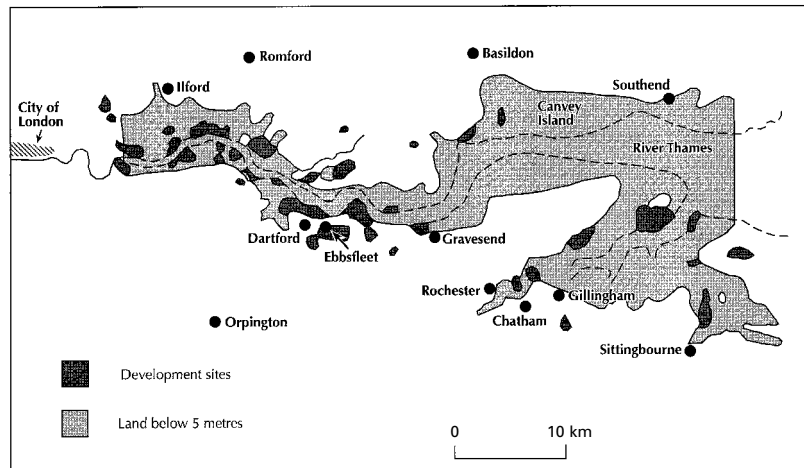 Romford
Basildon
Ilford
Southend
City of
London
Canvey
Island
River Thames
Dartford
Ebbsfleet
Gravesend
Rochester
Gillingham
Chatham
Orpington
Sittingbourne
Development sites
Land below 5 metres
0 10 km